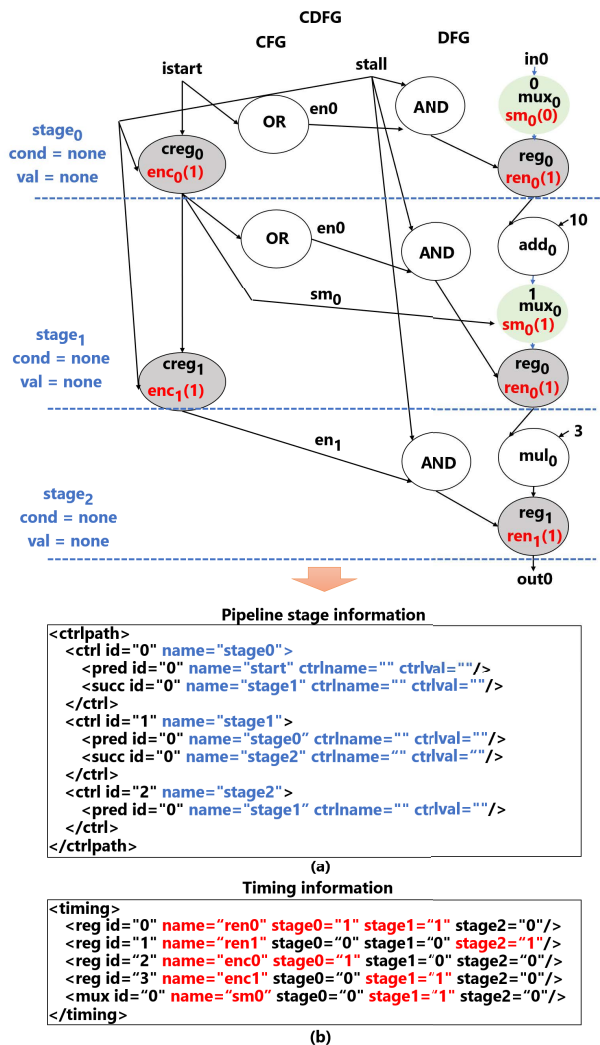 CDFG
CFG
DFG
istart
stall
in0
0
mux0
sm0(0)
en0
OR
AND
stage0
cond = none
val = none
creg0
enc0(1)
reg0
ren0(1)
10
OR
en0
AND
add0
sm0
1
mux0
sm0(1)
stage1
cond = none
val = none
creg1
enc1(1)
reg0
ren0(1)
en1
3
AND
mul0
stage2
cond = none
val = none
reg1
ren1(1)
out0
Pipeline stage information
<ctrlpath>
<ctrl id="0" name="stage0">
<pred id="0" name="start" ctrlname="" ctrlval=""/>
<succ id="0" name="stage1" ctrlname="" ctrlval=""/>
</ctrl>
<ctrl id="1" name="stage1">
<pred id="0" name="stage0” ctrlname="" ctrlval=""/>
<succ id="0" name="stage2" ctrlname=“" ctrlval=“"/>
</ctrl>
<ctrl id="2" name="stage2">
<pred id="0" name="stage1” ctrlname="" ctrlval=""/>
</ctrl>
</ctrlpath>
(a)
Timing information
<timing>
<reg id="0" name=“ren0" stage0="1" stage1=“1" stage2="0"/>
<reg id="1" name=“ren1" stage0=“0" stage1=“0" stage2=“1"/>
<reg id=“2" name="enc0" stage0=“1" stage1=“0" stage2=“0"/>
<reg id=“3" name="enc1" stage0=“0" stage1=“1" stage2="0"/>
<mux id=“0" name=“sm0” stage0=“0" stage1=“1" stage2=“0"/>
</timing>
(b)